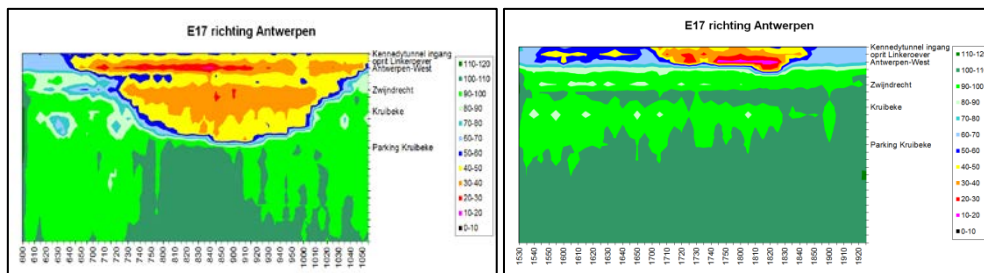 E17 richting Antwerpen
Kennedytunnel ingang
oprit Linkeroever
Antwerpen-West
Zwijndrecht
Kruibeke
Parking Kruibeke
110-120
100-110
90-100
80-90
70-80
60-70
50-60
40-50
30-40
20-30
10-20
0-10
600 610 620 630 640 650 700 710 720 730 740 750 800 810 820 830 840 850 900 910 920 930 940 950 1000 1010 1020 1030 1040 1050
E17 richting Antwerpen
Kennedytunnel ingang
oprit Linkeroever
Antwerpen-West
Zwijndrecht
Kruibeke
Parking Kruibeke
110-120
100-110
90-100
80-90
70-80
60-70
50-60
40-50
30-40
20-30
10-20
0-10
1530 1540 1550 1600 1610 1620 1630 1640 1650 1700 1710 1720 1730 1740 1750 1800 1810 1820 1830 1840 1850 1900 1910 1920